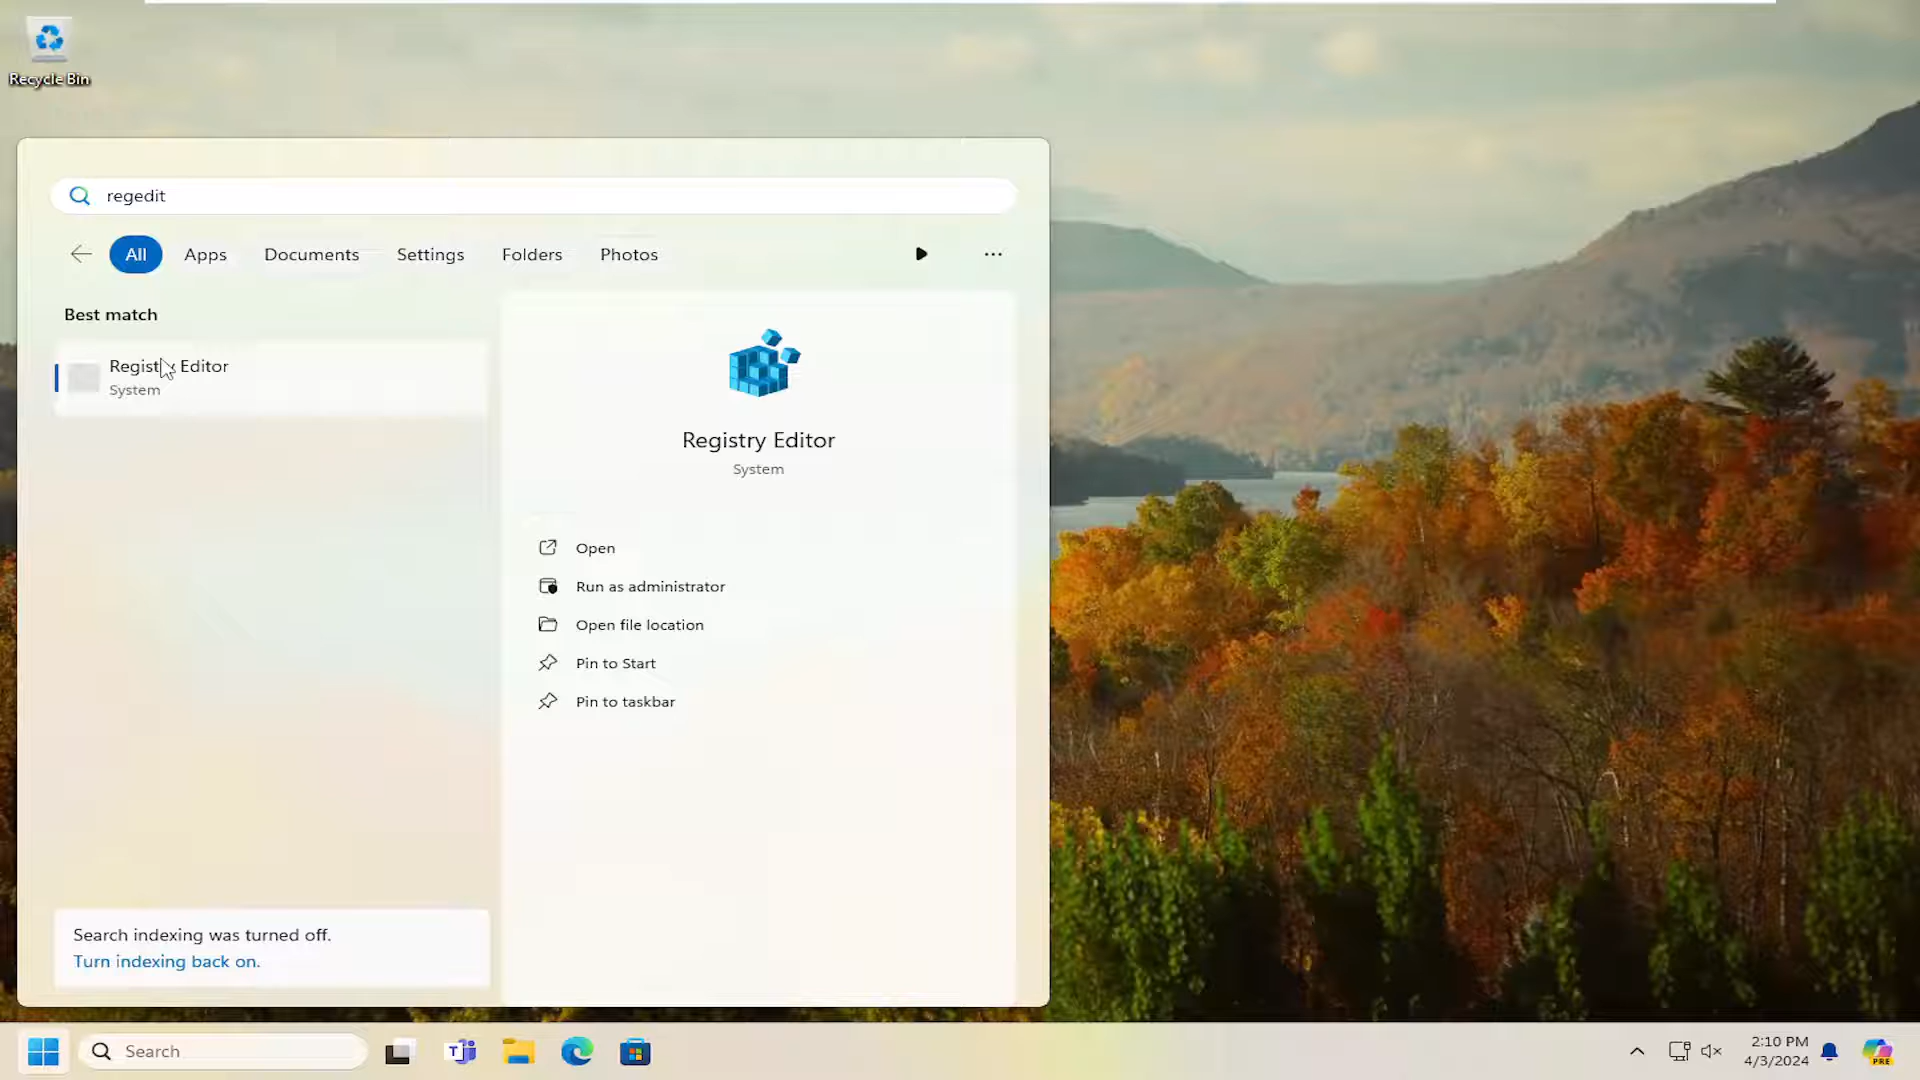 Recycle Bin
regedit
All Apps Documents Settings Folders Photos
Best match
Registry Editor
System
Registry Editor
System
Open
Run as administrator
Open file location
Pin to Start
Pin to taskbar
Search indexing was turned off.
Turn indexing back on.
Search
T
2:10 PM
4/3/2024
PRE